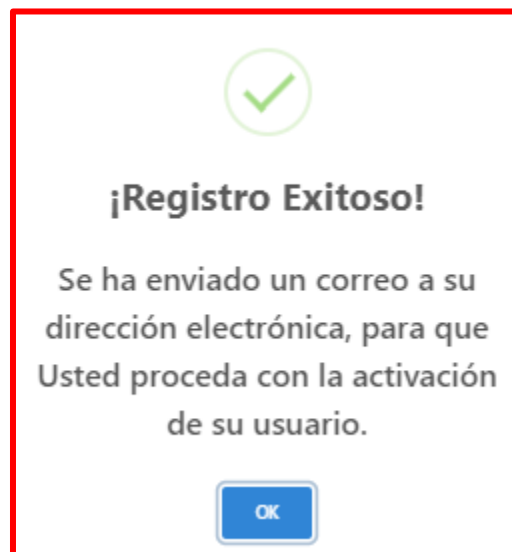 ¡Registro Exitoso!
Se ha enviado un correo a su
dirección electrónica, para que
Usted proceda con la activación
de su usuario.
OK